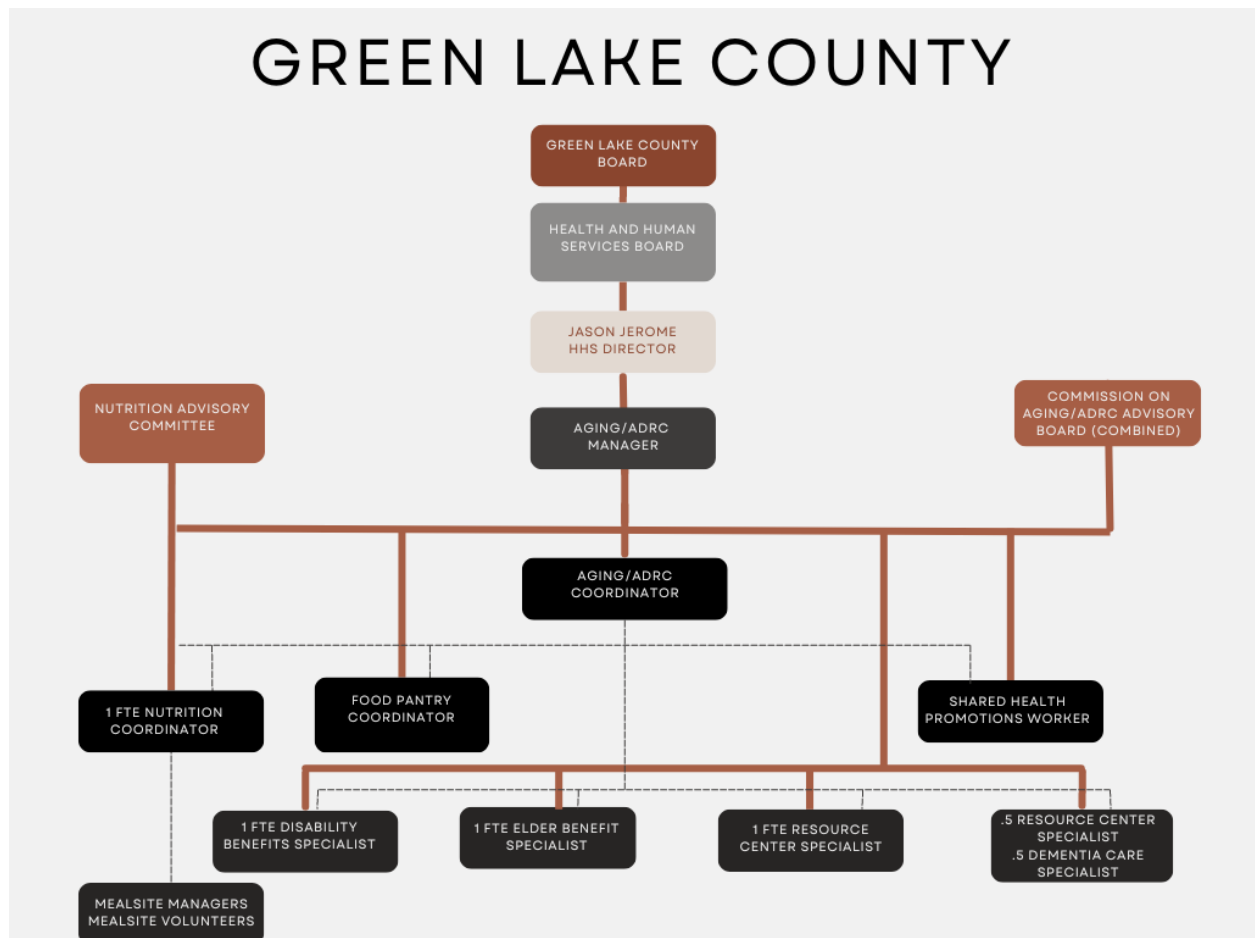 GREEN LAKE COUNTY
GREEN LAKE COUNTY
BOARD
HEALTH AND HUMAN
SERVICES BOARD
JASON JEROME
HHS DIRECTOR
NUTRITION ADVISORY
COMMITTEE
AGING/ADRC
MANAGER
COMMISSION ON
AGING/ADRC ADVISORY
BOARD (COMBINED)
AGING/ADRC
COORDINATOR
1 FTE NUTRITION
COORDINATOR
FOOD PANTRY
COORDINATOR
SHARED HEALTH
PROMOTIONS WORKER
1 FTE DISABILITY
BENEFITS SPECIALIST
1 FTE ELDER BENEFIT
SPECIALIST
1 FTE RESOURCE
CENTER SPECIALIST
.5 RESOURCE CENTER
SPECIALIST
.5 DEMENTIA CARE
SPECIALIST
MEALSITE MANAGERS
MEALSITE VOLUNTEERS